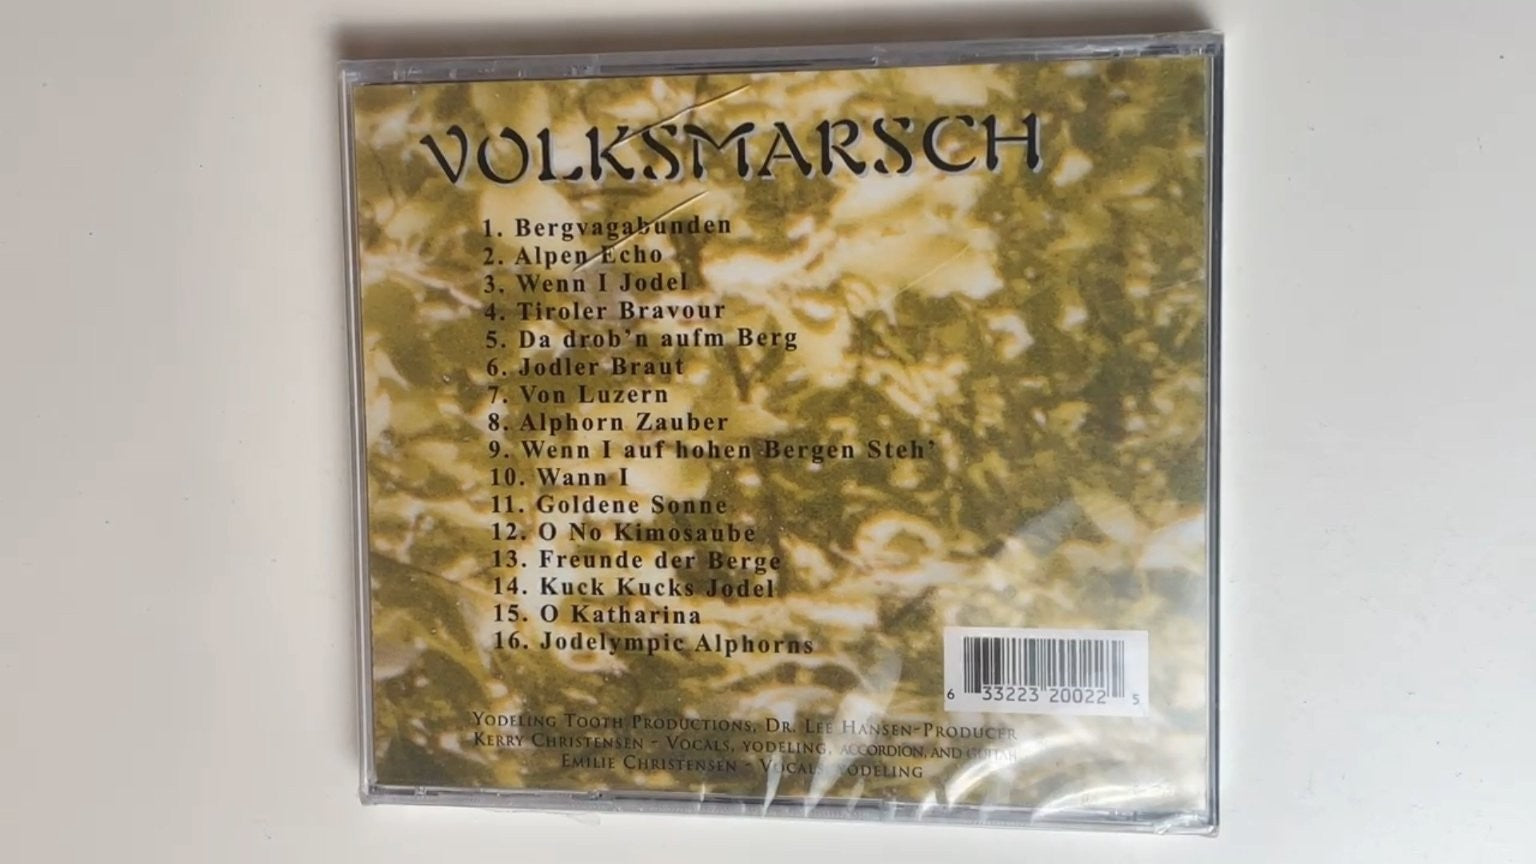 VOLKSMARSCH
1. Bergvagabunden
2. Alpen Echo
3. Wenn I Jodel
4. Tiroler Bravour
5. Da drob'n aufm Berg
6. Jodler Braut
7. Von Luzern
8. Alphorn Zauber
9. Wenn I auf hohen Bergen Steh'
10. Wann I
11. Goldene Sonne
12. O No Kimosaube
13. Freunde der Berge
14. Kuck Kucks Jodel
15. O Katharina
16. Jodelympic Alphorns
6 33223 20022 5
Yodeling Tooth Productions, Dr. Lee Hansen-Producer
Kerry Christensen - Vocals, yodeling, accordion, and guitar
Emilie Christensen - Vocals, yodeling